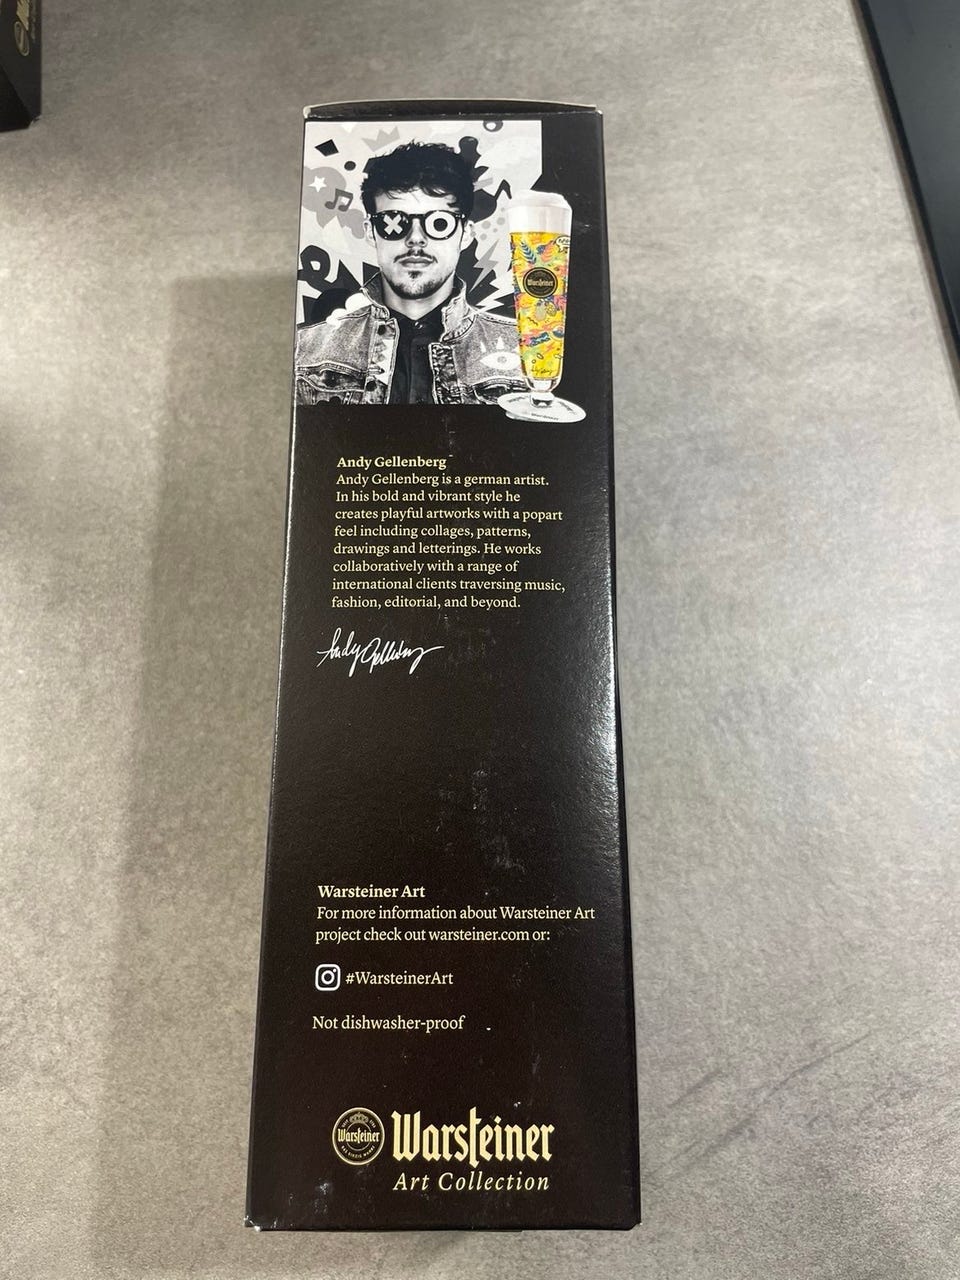 Warsteiner
Andy Gellenberg
Andy Gellenberg is a german artist.
In his bold and vibrant style he
creates playful artworks with a popart
feel including collages, patterns,
drawings and letterings. He works
collaboratively with a range of
international clients traversing music,
fashion, editorial, and beyond.
Andy Gellenberg
Warsteiner Art
For more information about Warsteiner Art
project check out warsteiner.com or:
#WarsteinerArt
Not dishwasher-proof
Warsteiner
Warsteiner
Art Collection